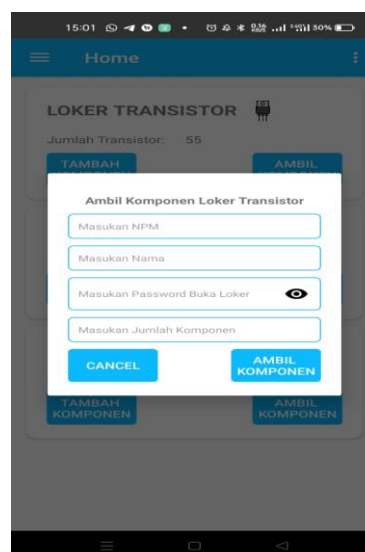 15:01
30%
Home
LOKER TRANSISTOR
Jumlah Transistor: 55
TAMBAH
AMBIL
Ambil Komponen Loker Transistor
Masukan NPM
Masukan Nama
Masukan Password Buka Loker
Masukan Jumlah Komponen
CANCEL
AMBIL
KOMPONEN
TAMBAH
KOMPONEN
AMBIL
KOMPONEN